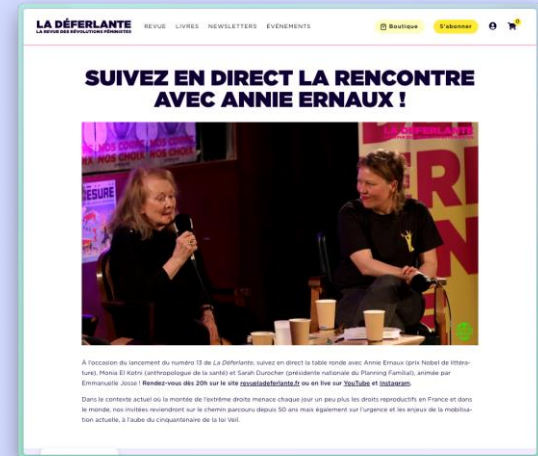 LA DÉFERLANTE
LA REVUE DES RÉVOLUTIONS FÉMINISTES
REVUE LIVRES NEWSLETTERS ÉVÉNEMENTS
Boutique
S'abonner
0
SUIVEZ EN DIRECT LA RENCONTRE
AVEC ANNIE ERNAUX !
LA DÉFERLANTE
NOS CORPS
NOS CHOIX
À l'occasion du lancement du numéro 13 de La Déferlante, suivez en direct la table ronde avec Annie Ernaux (prix Nobel de littéra-
ture), Monia El Kotni (anthropologue de la santé) et Sarah Durocher (présidente nationale du Planning Familial), animée par
Emmanuelle Josse ! Rendez-vous dès 20h sur le site revueladeferlante.fr ou en live sur YouTube et Instagram.
Dans le contexte actuel où la montée de l'extrême droite menace chaque jour un peu plus les droits reproductifs en France et dans
le monde, nos invitées reviendront sur le chemin parcouru depuis 50 ans mais également sur l'urgence et les enjeux de la mobilisa-
tion actuelle, à l'aube du cinquantenaire de la loi Veil.